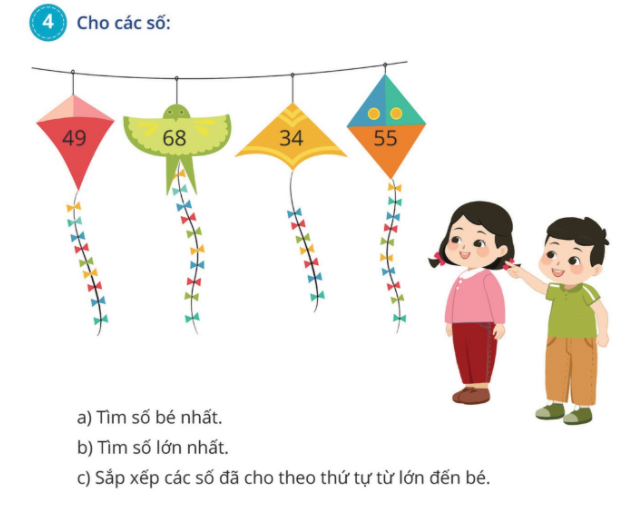 4 Cho các số:
49 68 34 55
a) Tìm số bé nhất.
b) Tìm số lớn nhất.
c) Sắp xếp các số đã cho theo thứ tự từ lớn đến bé.